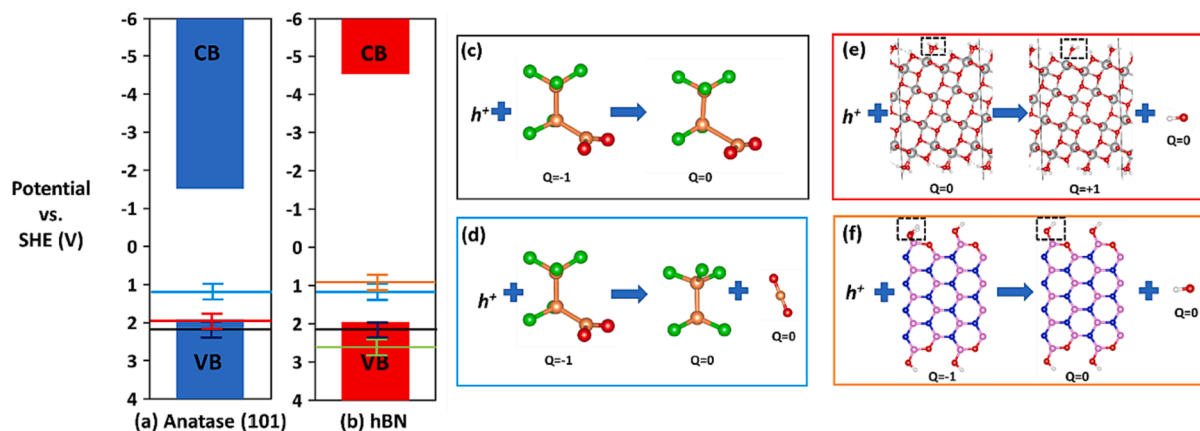 Potential
vs.
SHE (V)
-6
-5
-4
-3
-2
-1
0
1
2
3
4
CB
VB
(a) Anatase (101)
-6
-5
-4
-3
-2
-1
0
1
2
3
4
CB
VB
(b) hBN
(c)
h+
Q=-1
Q=0
(d)
h+
Q=-1
Q=0
Q=0
(e)
h+
Q=0
Q=+1
Q=0
(f)
h+
Q=-1
Q=0
Q=0